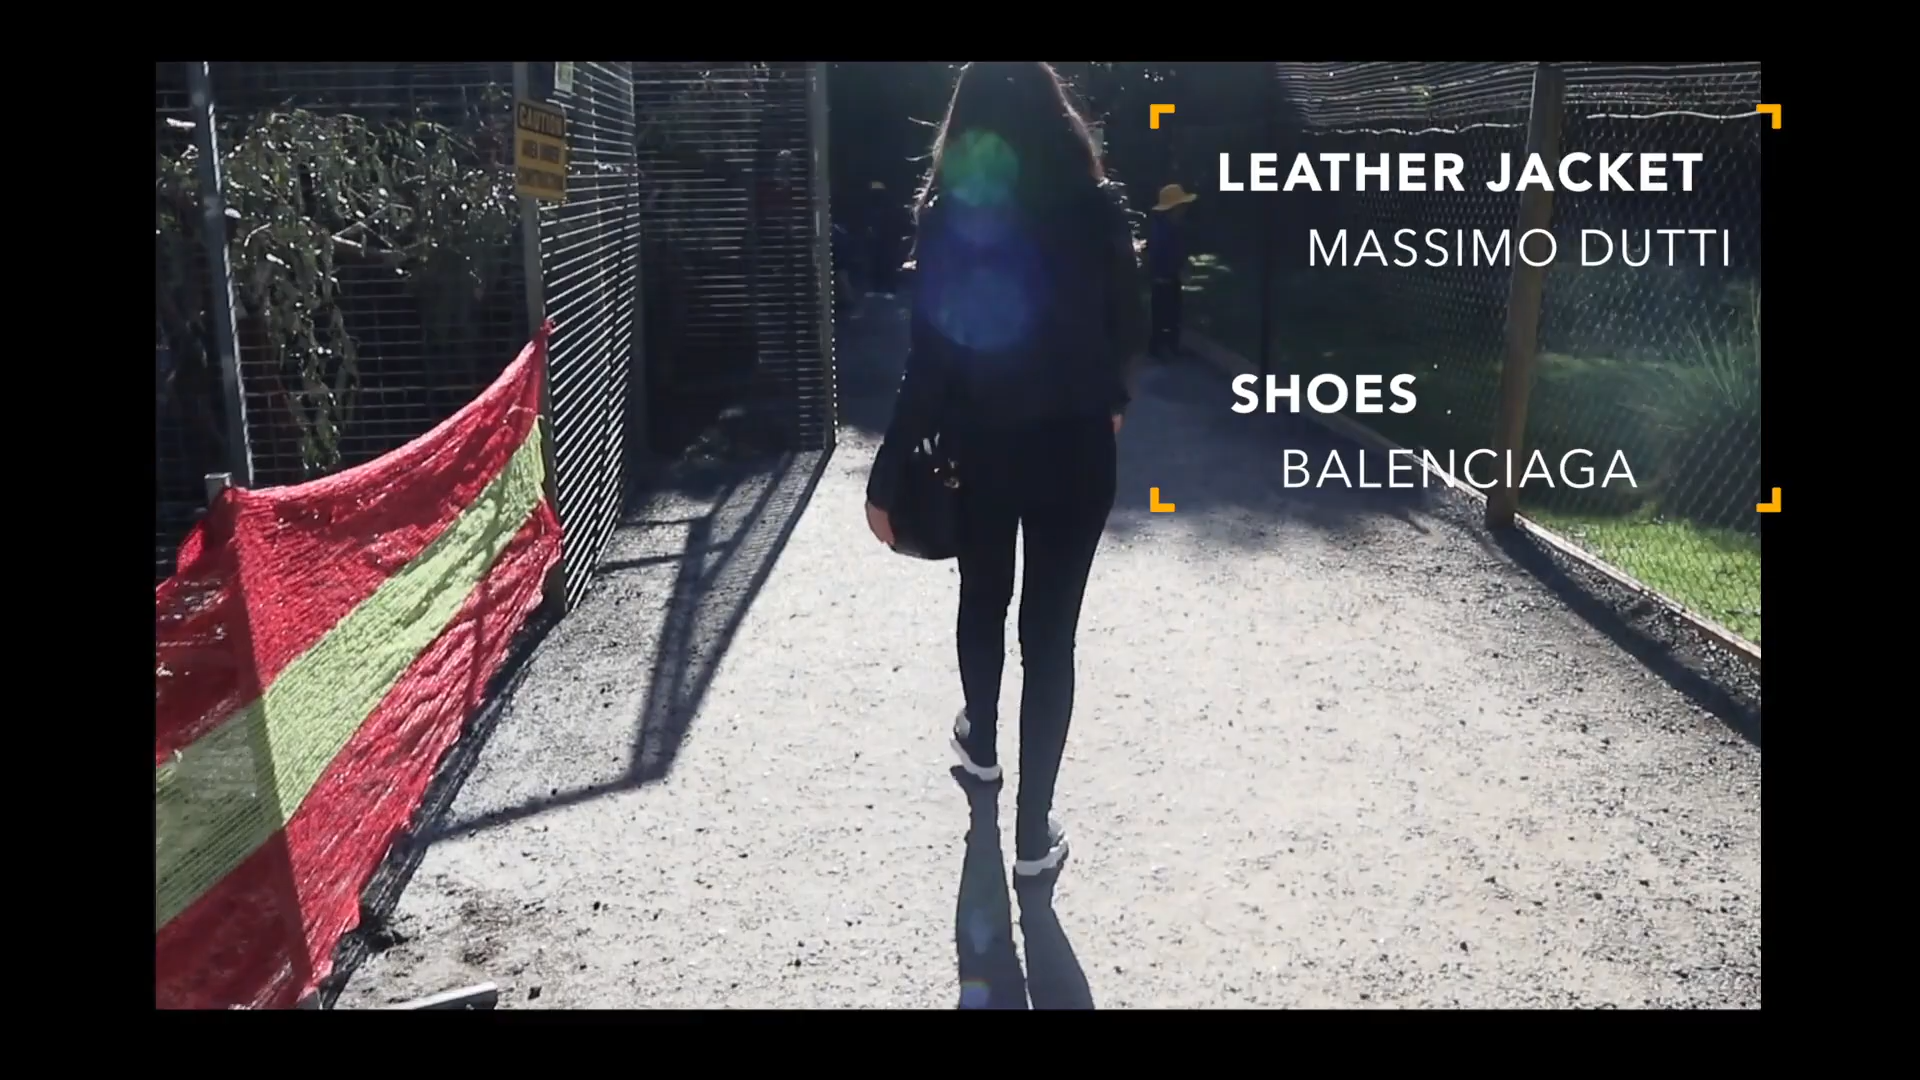 CAUTION
LEATHER JACKET
MASSIMO DUTTI
SHOES
BALENCIAGA